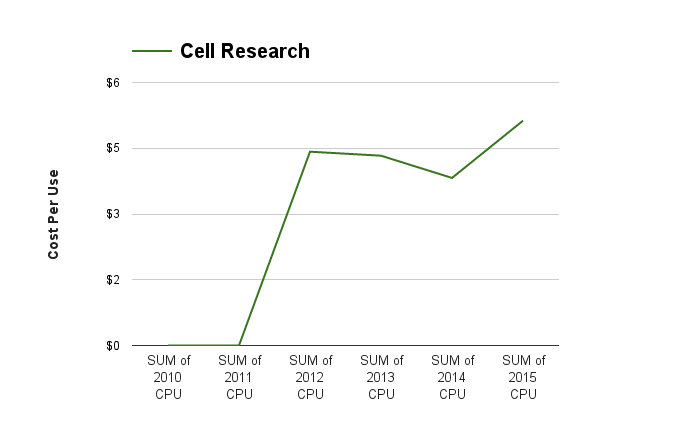 Cell Research
$6
$5
$3
$2
$0
Cost Per Use
SUM of 2010 CPU
SUM of 2011 CPU
SUM of 2012 CPU
SUM of 2013 CPU
SUM of 2014 CPU
SUM of 2015 CPU